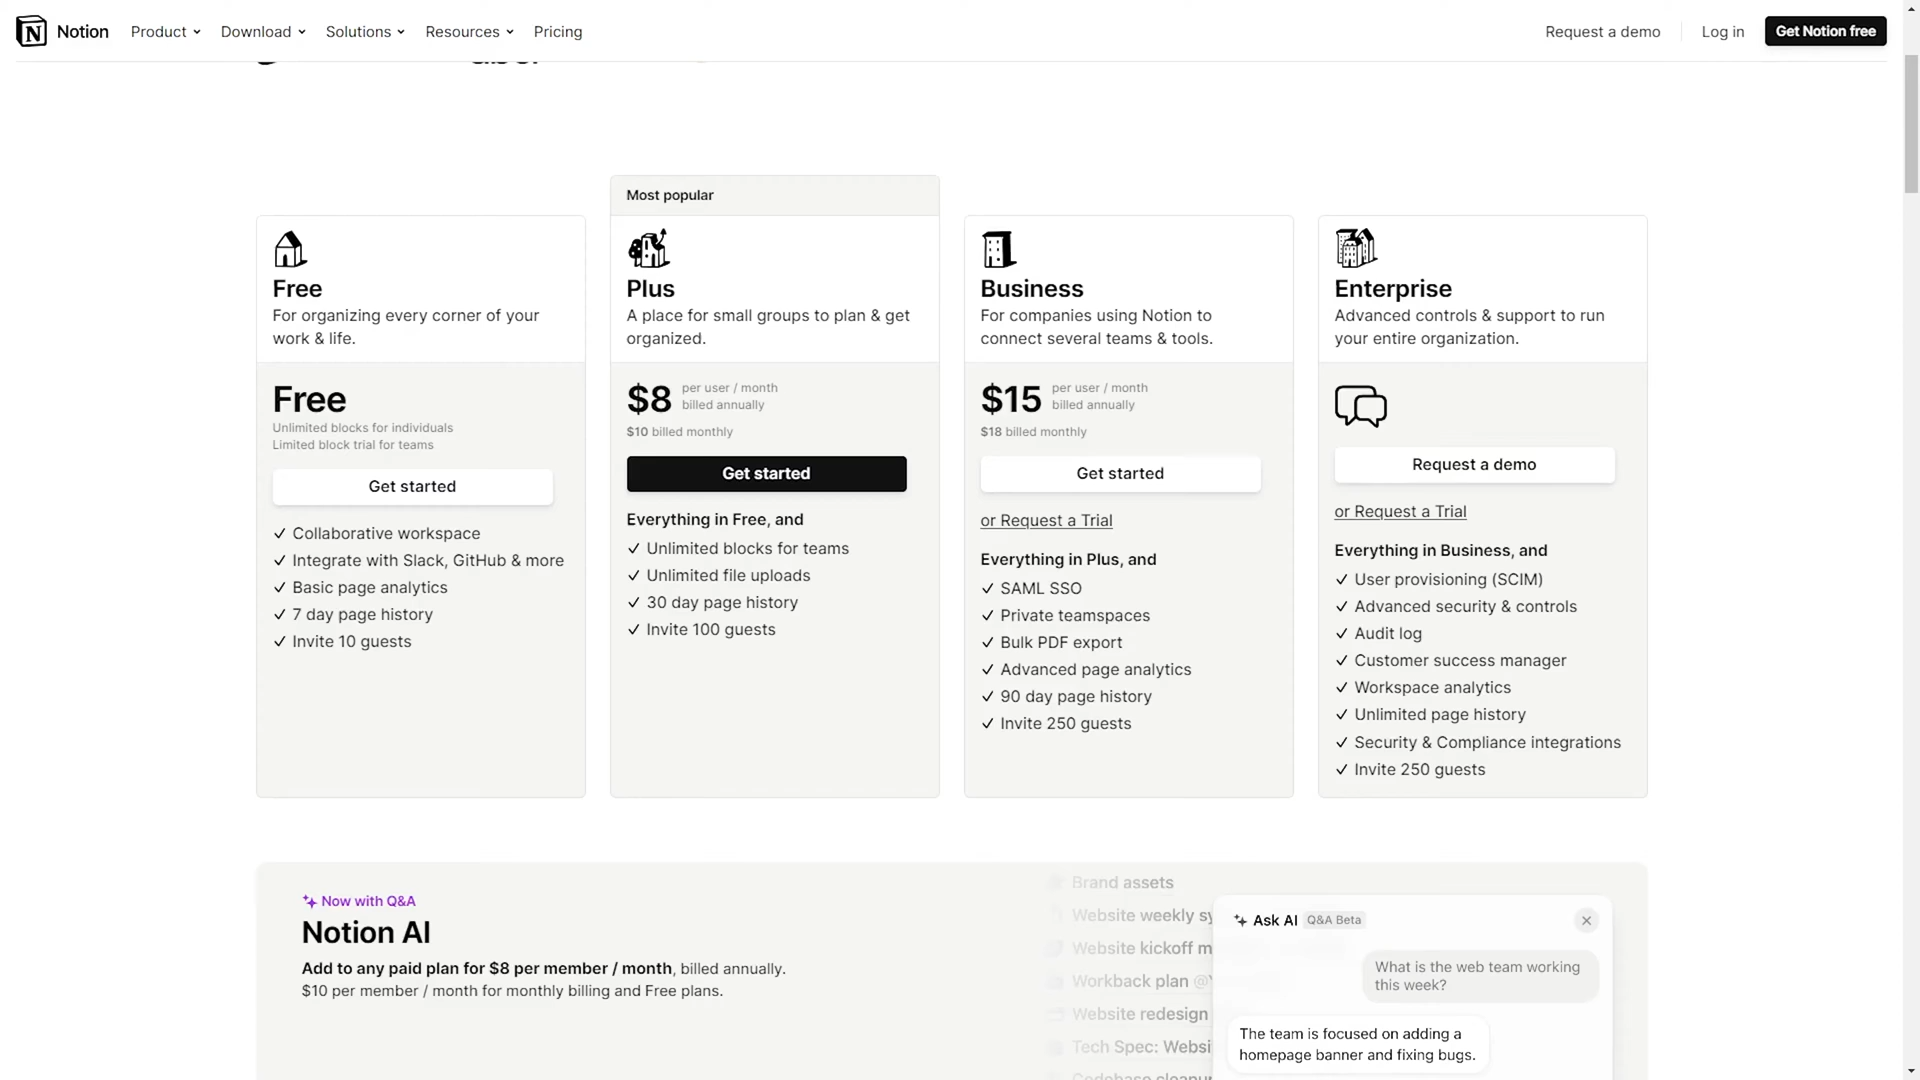 Notion Product Download Solutions Resources Pricing Request a demo Log in Get Notion free
Most popular
Free
For organizing every corner of your
work & life.
Free
Unlimited blocks for individuals
Limited block trial for teams
Get started
✓ Collaborative workspace
✓ Integrate with Slack, GitHub & more
✓ Basic page analytics
✓ 7 day page history
✓ Invite 10 guests
Plus
A place for small groups to plan & get
organized.
$8 per user / month
billed annually
$10 billed monthly
Get started
Everything in Free, and
✓ Unlimited blocks for teams
✓ Unlimited file uploads
✓ 30 day page history
✓ Invite 100 guests
Business
For companies using Notion to
connect several teams & tools.
$15 per user / month
billed annually
$18 billed monthly
Get started
or Request a Trial
Everything in Plus, and
✓ SAML SSO
✓ Private teamspaces
✓ Bulk PDF export
✓ Advanced page analytics
✓ 90 day page history
✓ Invite 250 guests
Enterprise
Advanced controls & support to run
your entire organization.
Request a demo
or Request a Trial
Everything in Business, and
✓ User provisioning (SCIM)
✓ Advanced security & controls
✓ Audit log
✓ Customer success manager
✓ Workspace analytics
✓ Unlimited page history
✓ Security & Compliance integrations
✓ Invite 250 guests
Now with Q&A
Notion AI
Add to any paid plan for $8 per member / month, billed annually.
$10 per member / month for monthly billing and Free plans.
Brand assets
Website weekly
Website kickoff
Workback plan
Website redesign
Tech Spec:
Ask AI Q&A Beta
What is the web team working
this week?
The team is focused on adding a
homepage banner and fixing bugs.